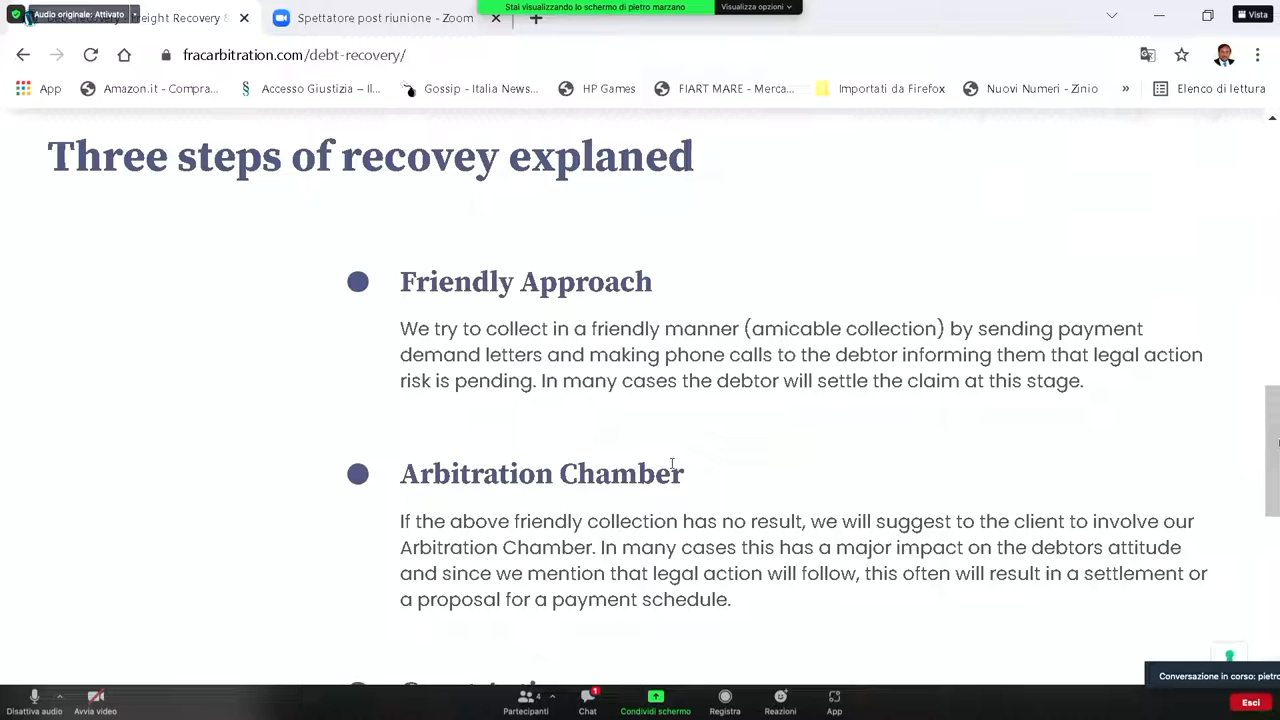 Audio originale: Attivato
Freight Recovery &
Spettatore post riunione - Zoom
Stai visualizzando lo schermo di pietro marzano
Visualizza opzioni
Vista
fracarbitration.com/debt-recovery/
App
Amazon.it - Compra...
Accesso Giustizia – Il...
Gossip - Italia News...
HP Games
FIART MARE - Merca...
Importati da Firefox
Nuovi Numeri - Zinio
»
Elenco di lettura
Three steps of recovey explaned
Friendly Approach
We try to collect in a friendly manner (amicable collection) by sending payment
demand letters and making phone calls to the debtor informing them that legal action
risk is pending. In many cases the debtor will settle the claim at this stage.
Arbitration Chamber
If the above friendly collection has no result, we will suggest to the client to involve our
Arbitration Chamber. In many cases this has a major impact on the debtors attitude
and since we mention that legal action will follow, this often will result in a settlement or
a proposal for a payment schedule.
Conversazione in corso: pietro
Disattiva audio
Avvia video
4
Partecipanti
1
Chat
Condividi schermo
Registra
Reazioni
App
Esci